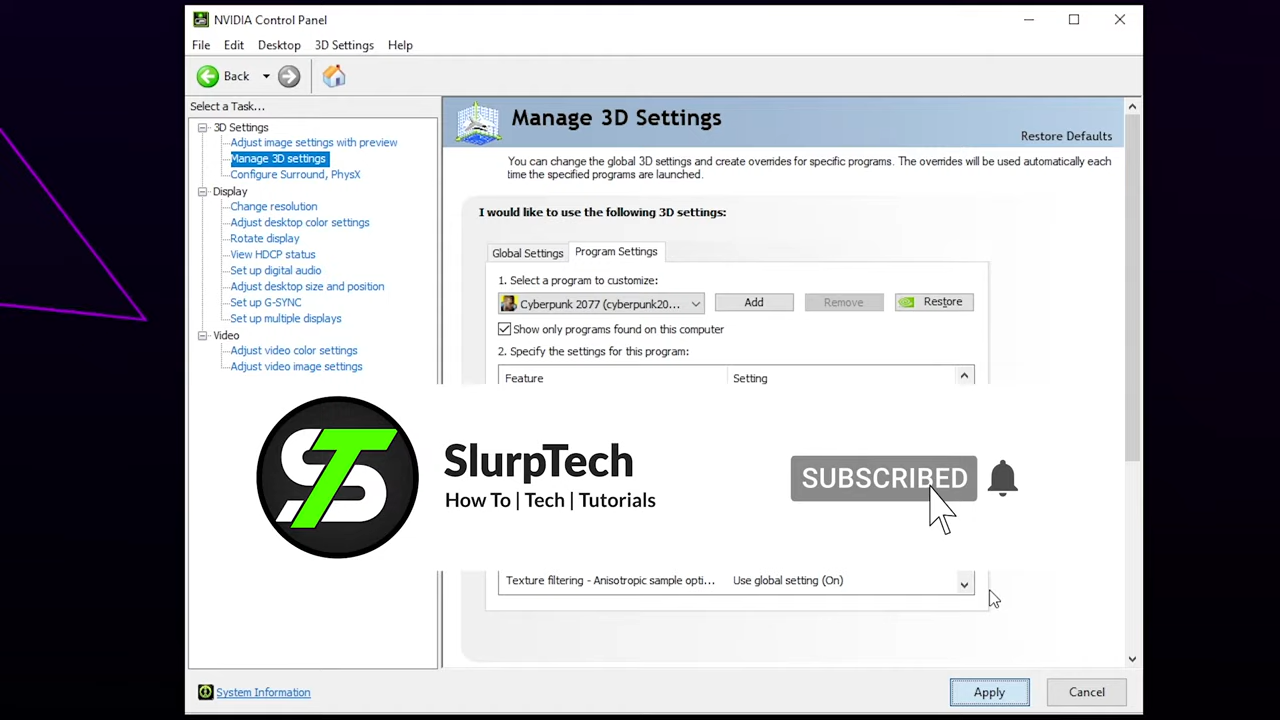 NVIDIA Control Panel
File Edit Desktop 3D Settings Help
Back
Select a Task...
3D Settings
Adjust image settings with preview
Manage 3D settings
Configure Surround, PhysX
Display
Change resolution
Adjust desktop color settings
Rotate display
View HDCP status
Set up digital audio
Adjust desktop size and position
Set up G-SYNC
Set up multiple displays
Video
Adjust video color settings
Adjust video image settings
Manage 3D Settings
Restore Defaults
You can change the global 3D settings and create overrides for specific programs. The overrides will be used automatically each
time the specified programs are launched.
I would like to use the following 3D settings:
Global Settings Program Settings
1. Select a program to customize:
Cyberpunk 2077 (cyberpunk20... Add Remove Restore
Show only programs found on this computer
2. Specify the settings for this program:
Feature Setting
ST
SlurpTech
How To | Tech | Tutorials
SUBSCRIBED
Texture filtering - Anisotropic sample opti... Use global setting (On)
System Information
Apply Cancel